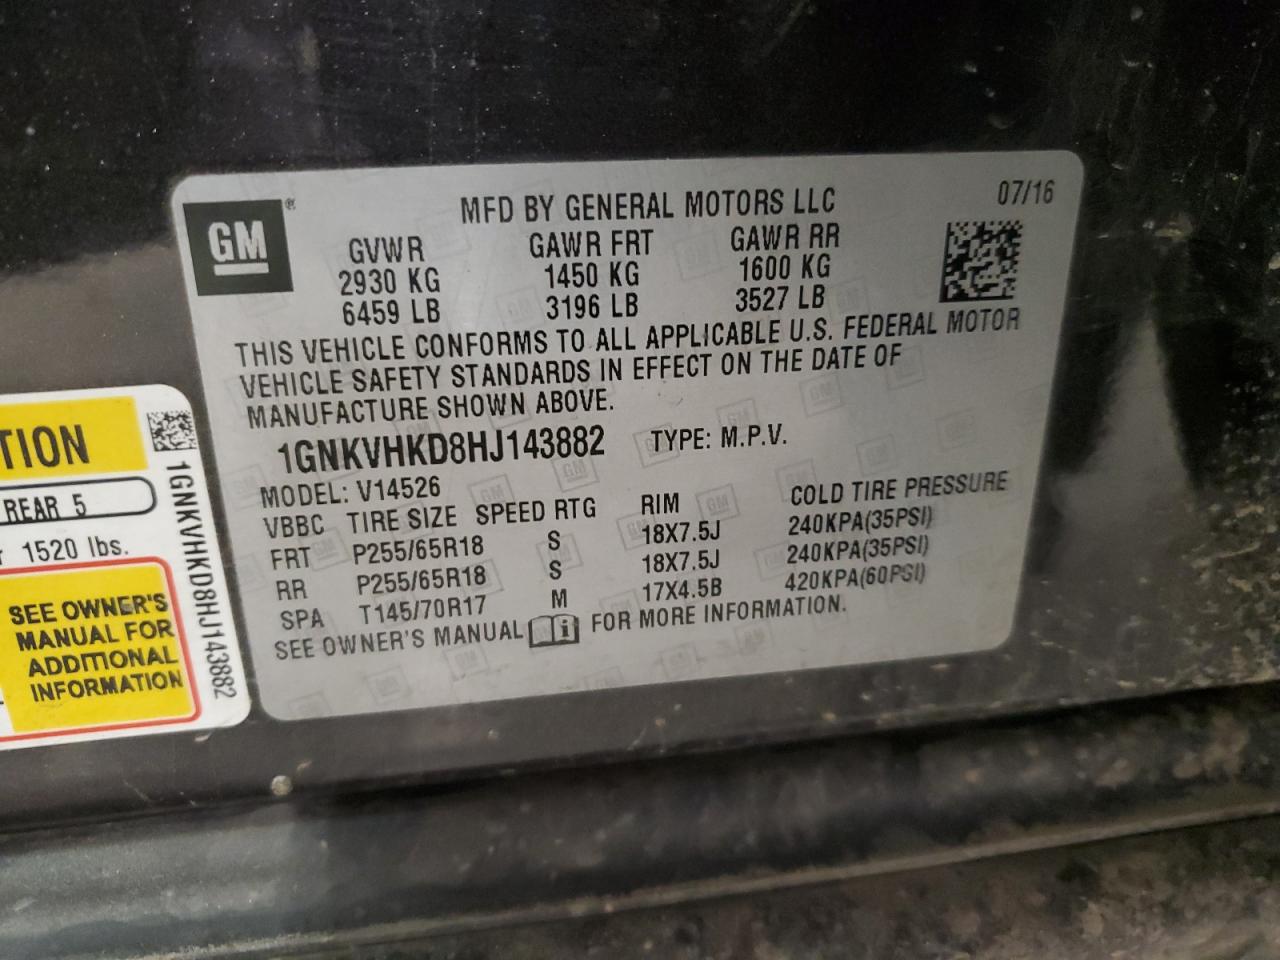 GM ®
MFD BY GENERAL MOTORS LLC
07/16
GVWR GAWR FRT GAWR RR
2930 KG 1450 KG 1600 KG
6459 LB 3196 LB 3527 LB
THIS VEHICLE CONFORMS TO ALL APPLICABLE U.S. FEDERAL MOTOR
VEHICLE SAFETY STANDARDS IN EFFECT ON THE DATE OF
MANUFACTURE SHOWN ABOVE.
1GNKVHKD8HJ143882 TYPE: M.P.V.
MODEL: V14526
VBBC TIRE SIZE SPEED RTG RIM COLD TIRE PRESSURE
FRT P255/65R18 S 18X7.5J 240KPA(35PSI)
RR P255/65R18 S 18X7.5J 240KPA(35PSI)
SPA T145/70R17 M 17X4.5B 420KPA(60PSI)
SEE OWNER'S MANUAL i FOR MORE INFORMATION.
TION
REAR 5
1520 lbs.
SEE OWNER'S
MANUAL FOR
ADDITIONAL
INFORMATION
1GNKVHKD8HJ143882